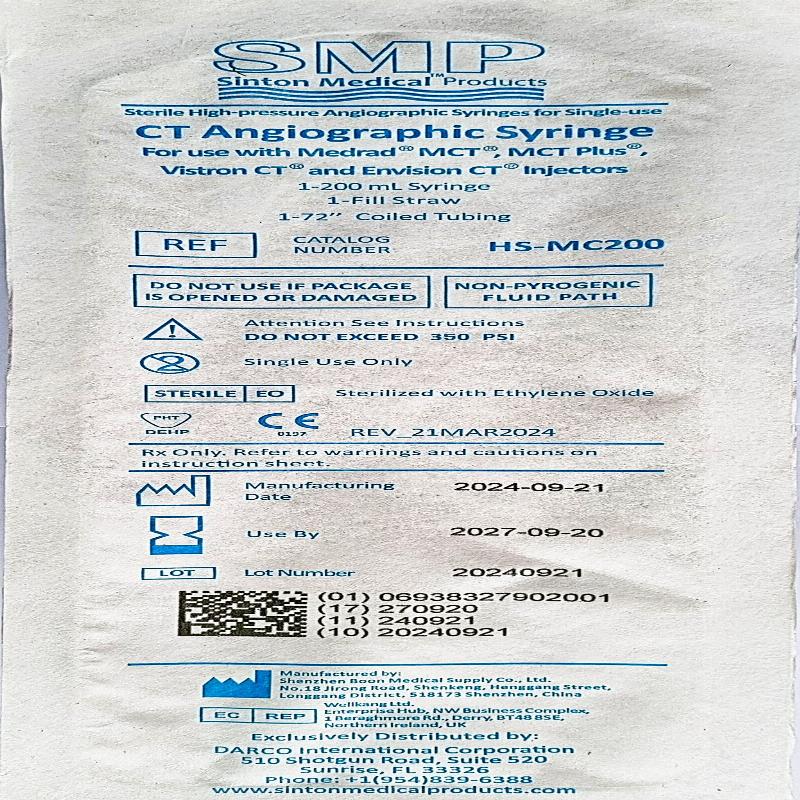 SMP
Sinton Medical™ Products
Sterile High-pressure Angiographic Syringes for Single-use
CT Angiographic Syringe
For use with Medrad® MCT®, MCT Plus®,
Vistron CT® and Envision CT® Injectors
1-200 mL Syringe
1-Fill Straw
1-72’’ Coiled Tubing
REF CATALOG NUMBER HS-MC200
DO NOT USE IF PACKAGE
IS OPENED OR DAMAGED
NON-PYROGENIC
FLUID PATH
Attention See Instructions
DO NOT EXCEED 350 PSI
2 Single Use Only
STERILE EO Sterilized with Ethylene Oxide
PHT
DEHP
CE
0197
REV_21MAR2024
Rx Only. Refer to warnings and cautions on
instruction sheet.
Manufacturing
Date
2024-09-21
Use By 2027-09-20
LOT Lot Number 20240921
(01) 06938327902001
(17) 270920
(11) 240921
(10) 20240921
Manufactured by:
Shenzhen Boon Medical Supply Co., Ltd.
No.18 Jirong Road, Shenkeng, Henggang Street,
Longgang District, 518173 Shenzhen, China
EC REP
Wellkang Ltd.
Enterprise Hub, NW Business Complex,
1 Beraghmore Rd., Derry, BT48 8SE,
Northern Ireland, UK
Exclusively Distributed by:
DARCO International Corporation
510 Shotgun Road, Suite 520
Sunrise, FL 33326
Phone: +1(954)839-6388
www.sintonmedicalproducts.com